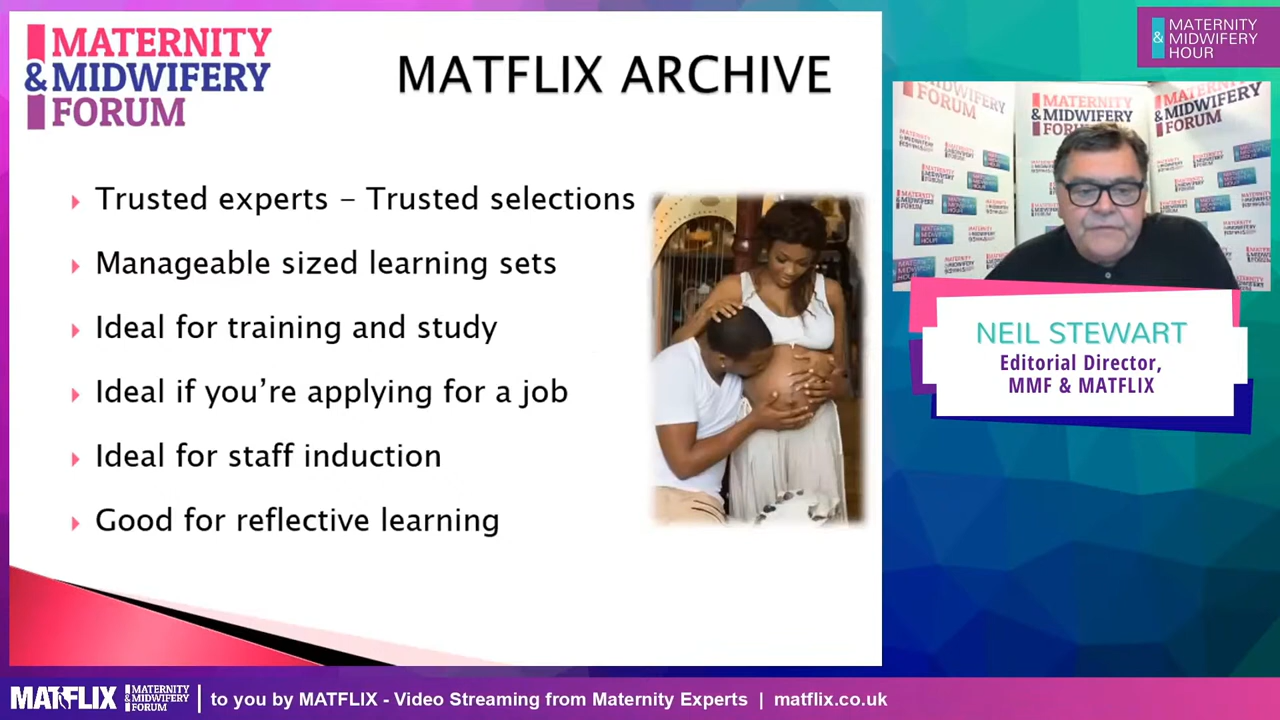 MATERNITY
&MIDWIFERY
FORUM
MATFLIX ARCHIVE
Trusted experts – Trusted selections
Manageable sized learning sets
Ideal for training and study
Ideal if you’re applying for a job
Ideal for staff induction
Good for reflective learning
MATERNITY
& MIDWIFERY
HOUR
MATERNITY
&MIDWIFERY
FORUM
NEIL STEWART
Editorial Director,
MMF & MATFLIX
MATFLIX
MATERNITY
&MIDWIFERY
FORUM
to you by MATFLIX - Video Streaming from Maternity Experts | matflix.co.uk